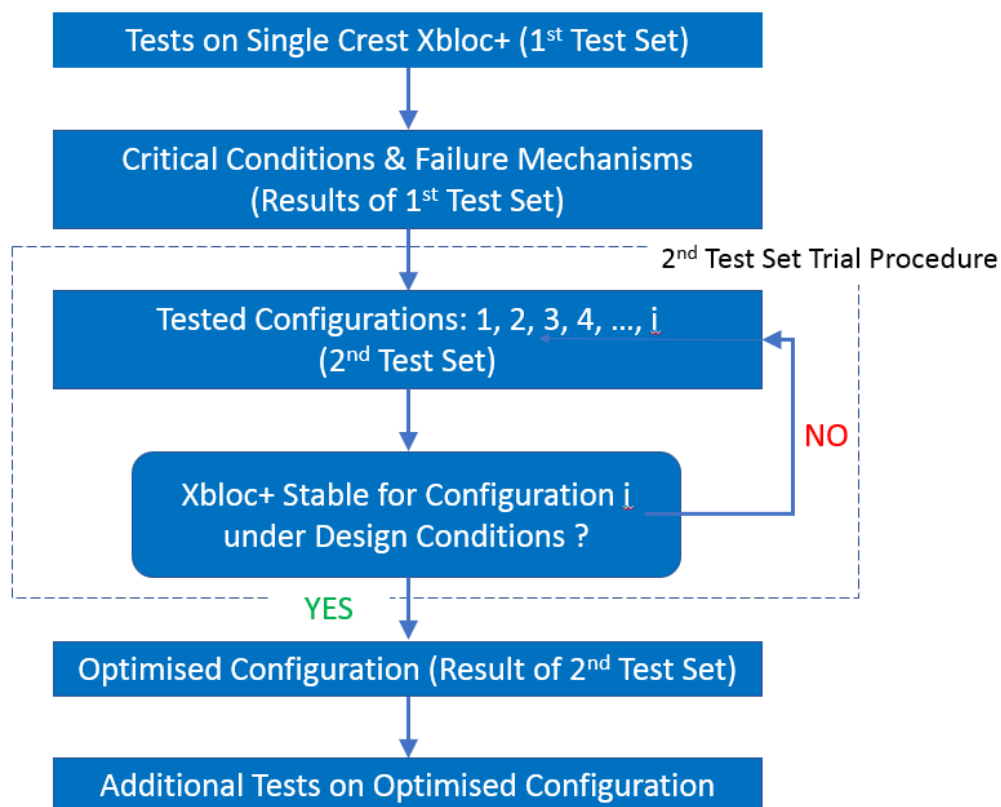 Tests on Single Crest Xbloc+ (1st Test Set)
Critical Conditions & Failure Mechanisms
(Results of 1st Test Set)
2nd Test Set Trial Procedure
Tested Configurations: 1, 2, 3, 4, ..., i
(2nd Test Set)
NO
Xbloc+ Stable for Configuration i
under Design Conditions ?
YES
Optimised Configuration (Result of 2nd Test Set)
Additional Tests on Optimised Configuration